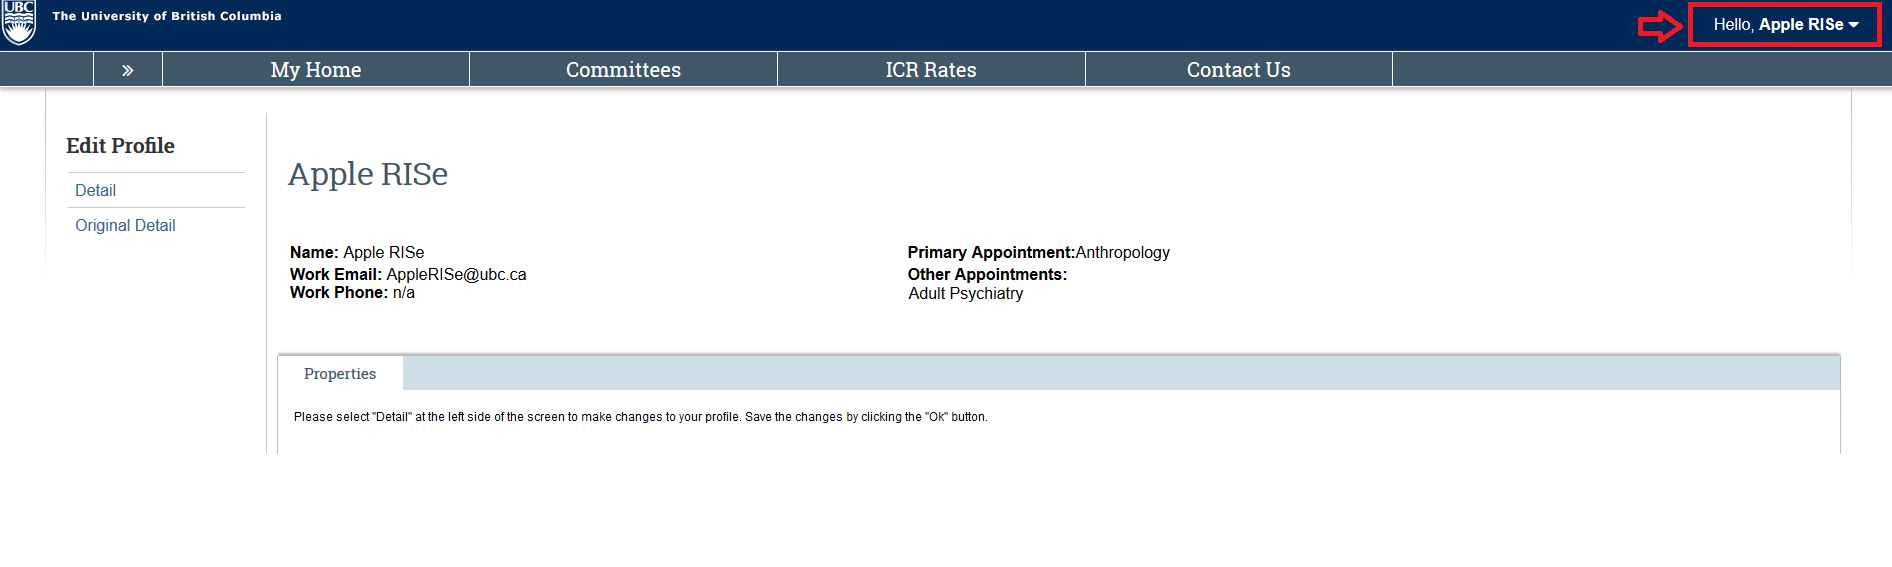 UBC
The University of British Columbia
Hello, Apple RISe
» My Home Committees ICR Rates Contact Us
Edit Profile
Detail
Original Detail
Apple RISe
Name: Apple RISe
Work Email: AppleRISe@ubc.ca
Work Phone: n/a
Primary Appointment:Anthropology
Other Appointments:
Adult Psychiatry
Properties
Please select "Detail" at the left side of the screen to make changes to your profile. Save the changes by clicking the "Ok" button.